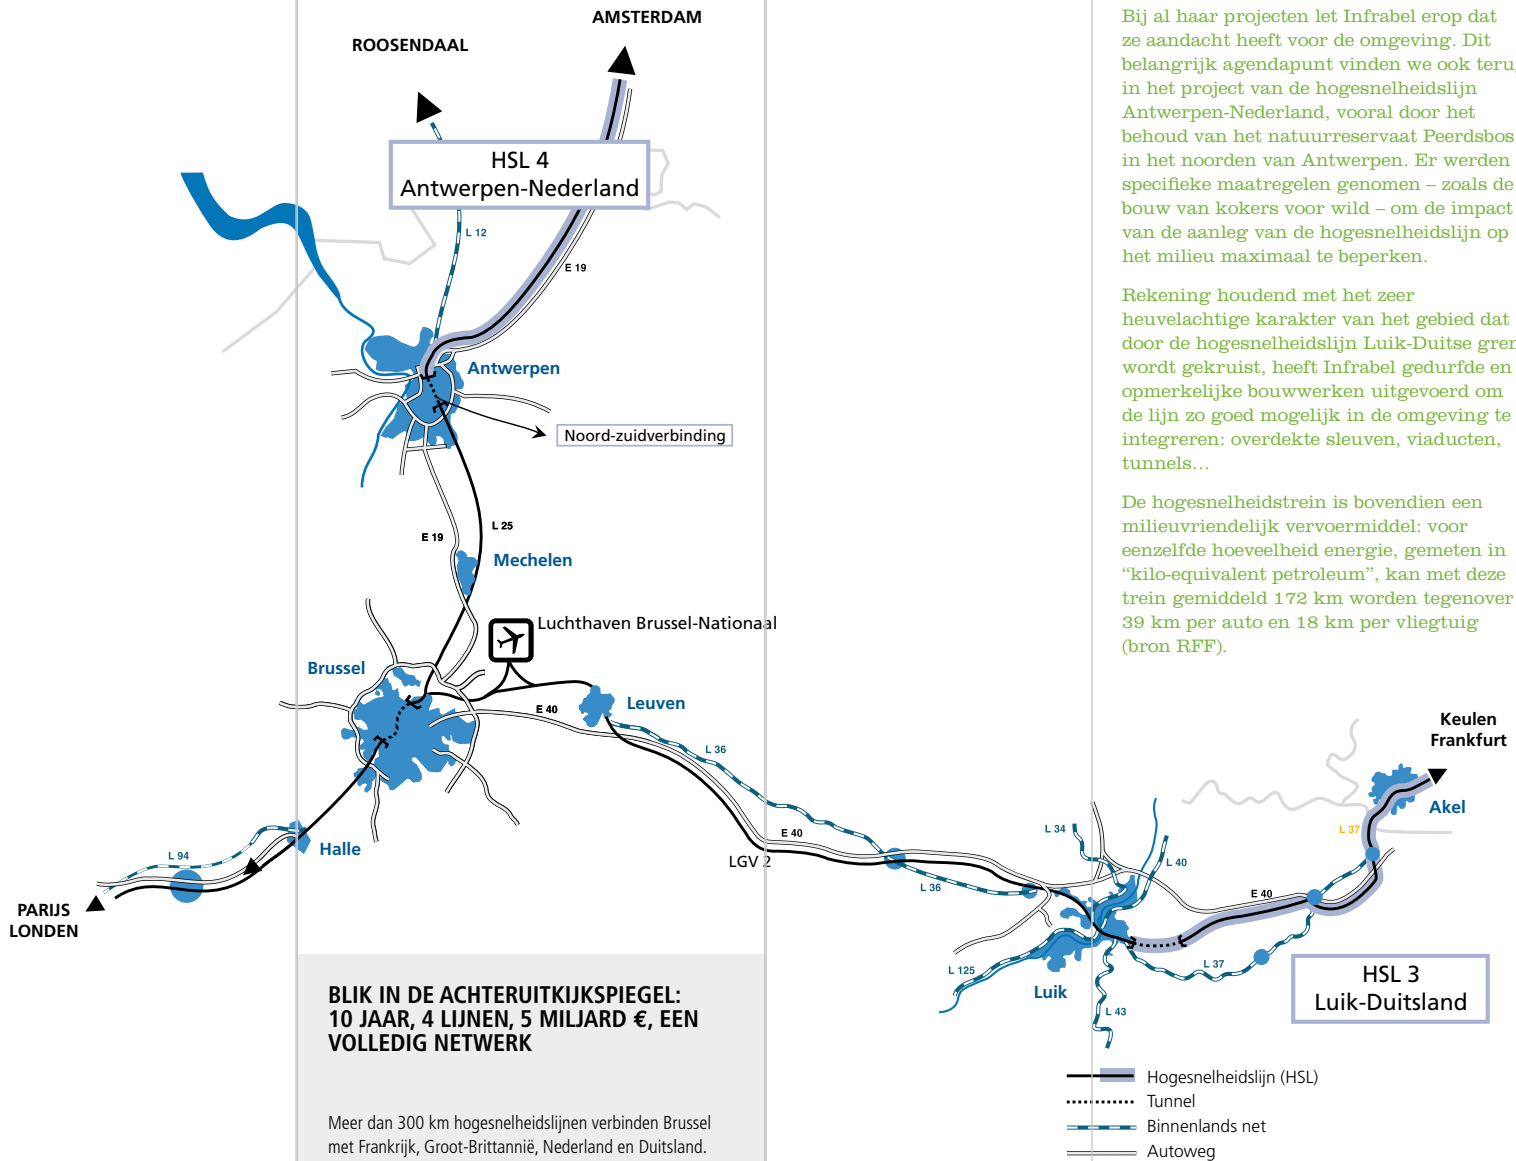 AMSTERDAM
ROOSENDAAL
HSL 4
Antwerpen-Nederland
L 12
E 19
Antwerpen
Noord-zuidverbinding
L 25
E 19
Mechelen
Luchthaven Brussel-Nationaal
Brussel
Leuven
E 40
L 36
Halle
L 94
PARIJS
LONDEN
E 40
LGV 2
L 36
L 34
L 40
L 37
Keulen
Frankfurt
Akel
E 40
L 37
L 125
Luik
L 43
HSL 3
Luik-Duitsland
Hogesnelheidslijn (HSL)
Tunnel
Binnenlands net
Autoweg
BLIK IN DE ACHTERUITKIJKSPIEGEL:
10 JAAR, 4 LIJNEN, 5 MILJARD €, EEN
VOLLEDIG NETWERK
Meer dan 300 km hogesnelheidslijnen verbinden Brussel
met Frankrijk, Groot-Brittannië, Nederland en Duitsland.
Bij al haar projecten let Infrabel erop dat
ze aandacht heeft voor de omgeving. Dit
belangrijk agendapunt vinden we ook
in het project van de hogesnelheidslijn
Antwerpen-Nederland, vooral door het
behoud van het natuurreservaat Peerdsbos
in het noorden van Antwerpen. Er werden
specifieke maatregelen genomen – zoals de
bouw van kokers voor wild – om de impact
van de aanleg van de hogesnelheidslijn op
het milieu maximaal te beperken.
Rekening houdend met het zeer
heuvelachtige karakter van het gebied dat
door de hogesnelheidslijn Luik-Duitse
wordt gekruist, heeft Infrabel gedurfde en
opmerkelijke bouwwerken uitgevoerd om
de lijn zo goed mogelijk in de omgeving te
integreren: overdekte sleuven, viaducten,
tunnels…
De hogesnelheidstrein is bovendien een
milieuvriendelijk vervoermiddel: voor
eenzelfde hoeveelheid energie, gemeten in
“kilo-equivalent petroleum”, kan met deze
trein gemiddeld 172 km worden tegenover
39 km per auto en 18 km per vliegtuig
(bron RFF).